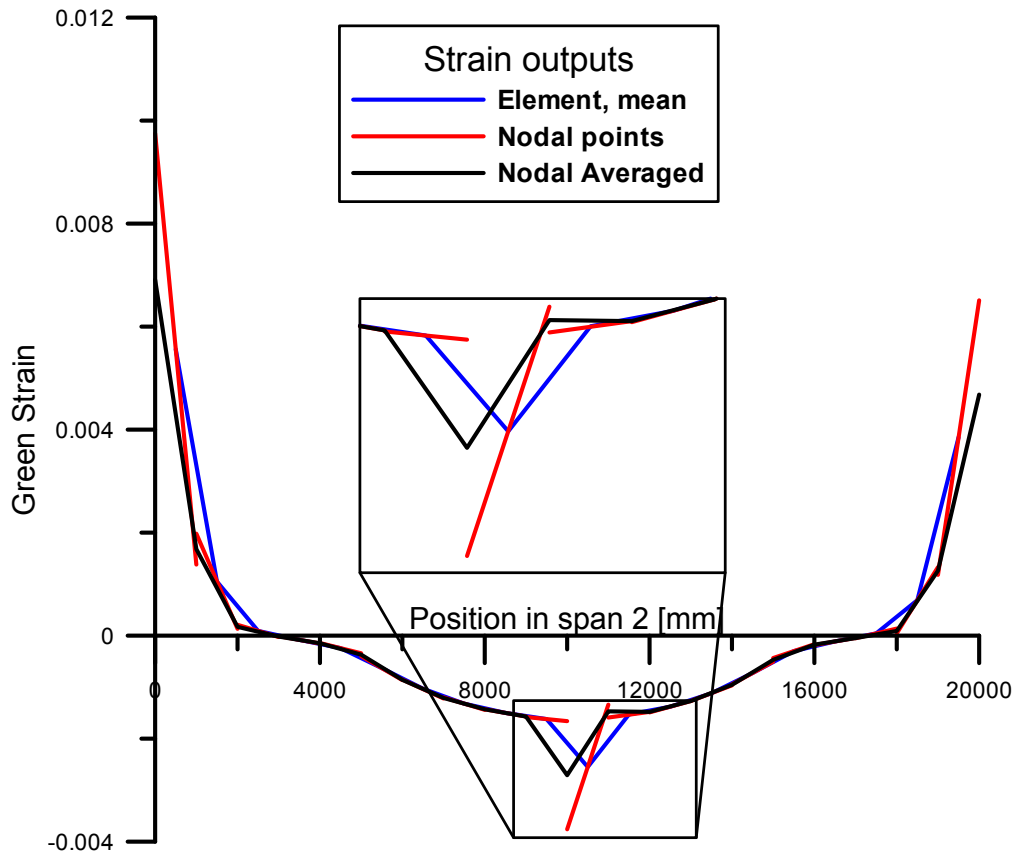 0.012
Strain outputs
Element, mean
Nodal points
Nodal Averaged
0.008
0.004
Green Strain
Position in span 2 [mm]
0
0
4000
8000
12000
16000
20000
-0.004